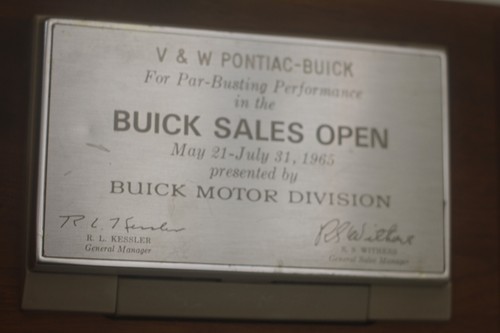 V & W PONTIAC-BUICK
For Par-Busting Performance
in the
BUICK SALES OPEN
May 21-July 31, 1965
presented by
BUICK MOTOR DIVISION
R L Kessler
R. L. KESSLER
General Manager
General Sales Manager